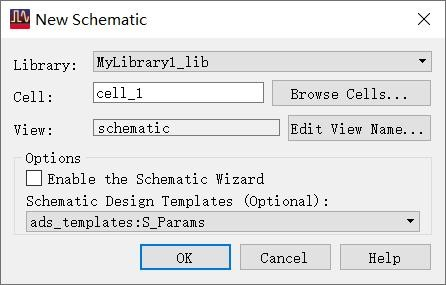 New Schematic
Library: MyLibrary1_lib
Cell: cell_1 Browse Cells...
View: schematic Edit View Name...
Options
Enable the Schematic Wizard
Schematic Design Templates (Optional):
ads_templates:S_Params
OK Cancel Help